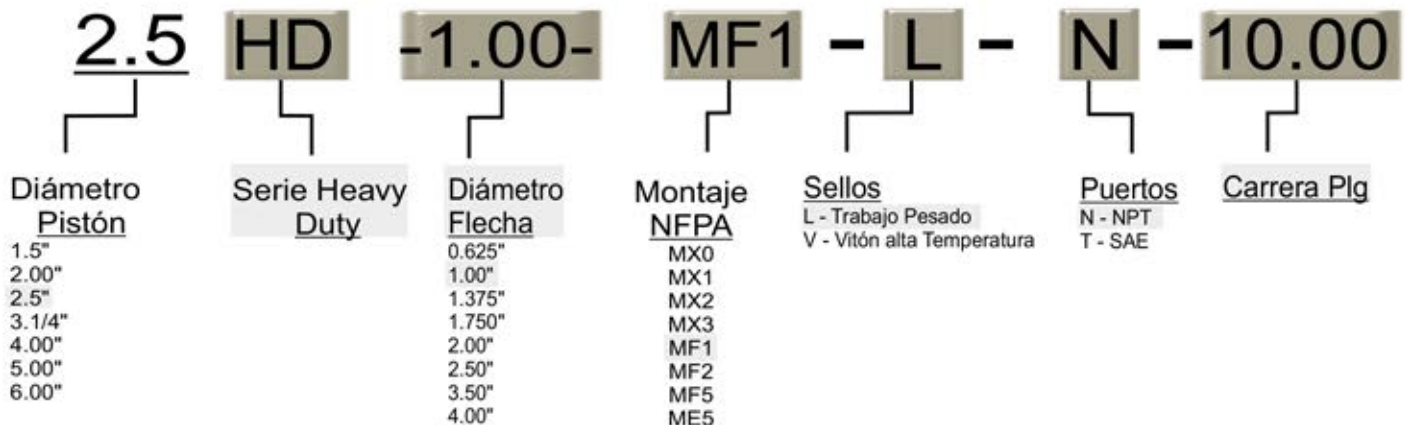 2.5 HD -1.00- MF1 - L - N - 10.00
Diámetro
Pistón
1.5"
2.00"
2.5"
3.1/4"
4.00"
5.00"
6.00"
Serie Heavy
Duty
Diámetro
Flecha
0.625"
1.00"
1.375"
1.750"
2.00"
2.50"
3.50"
4.00"
Montaje
NFPA
MX0
MX1
MX2
MX3
MF1
MF2
MF5
ME5
Sellos
L - Trabajo Pesado
V - Vitón alta Temperatura
Puertos
N - NPT
T - SAE
Carrera Plg